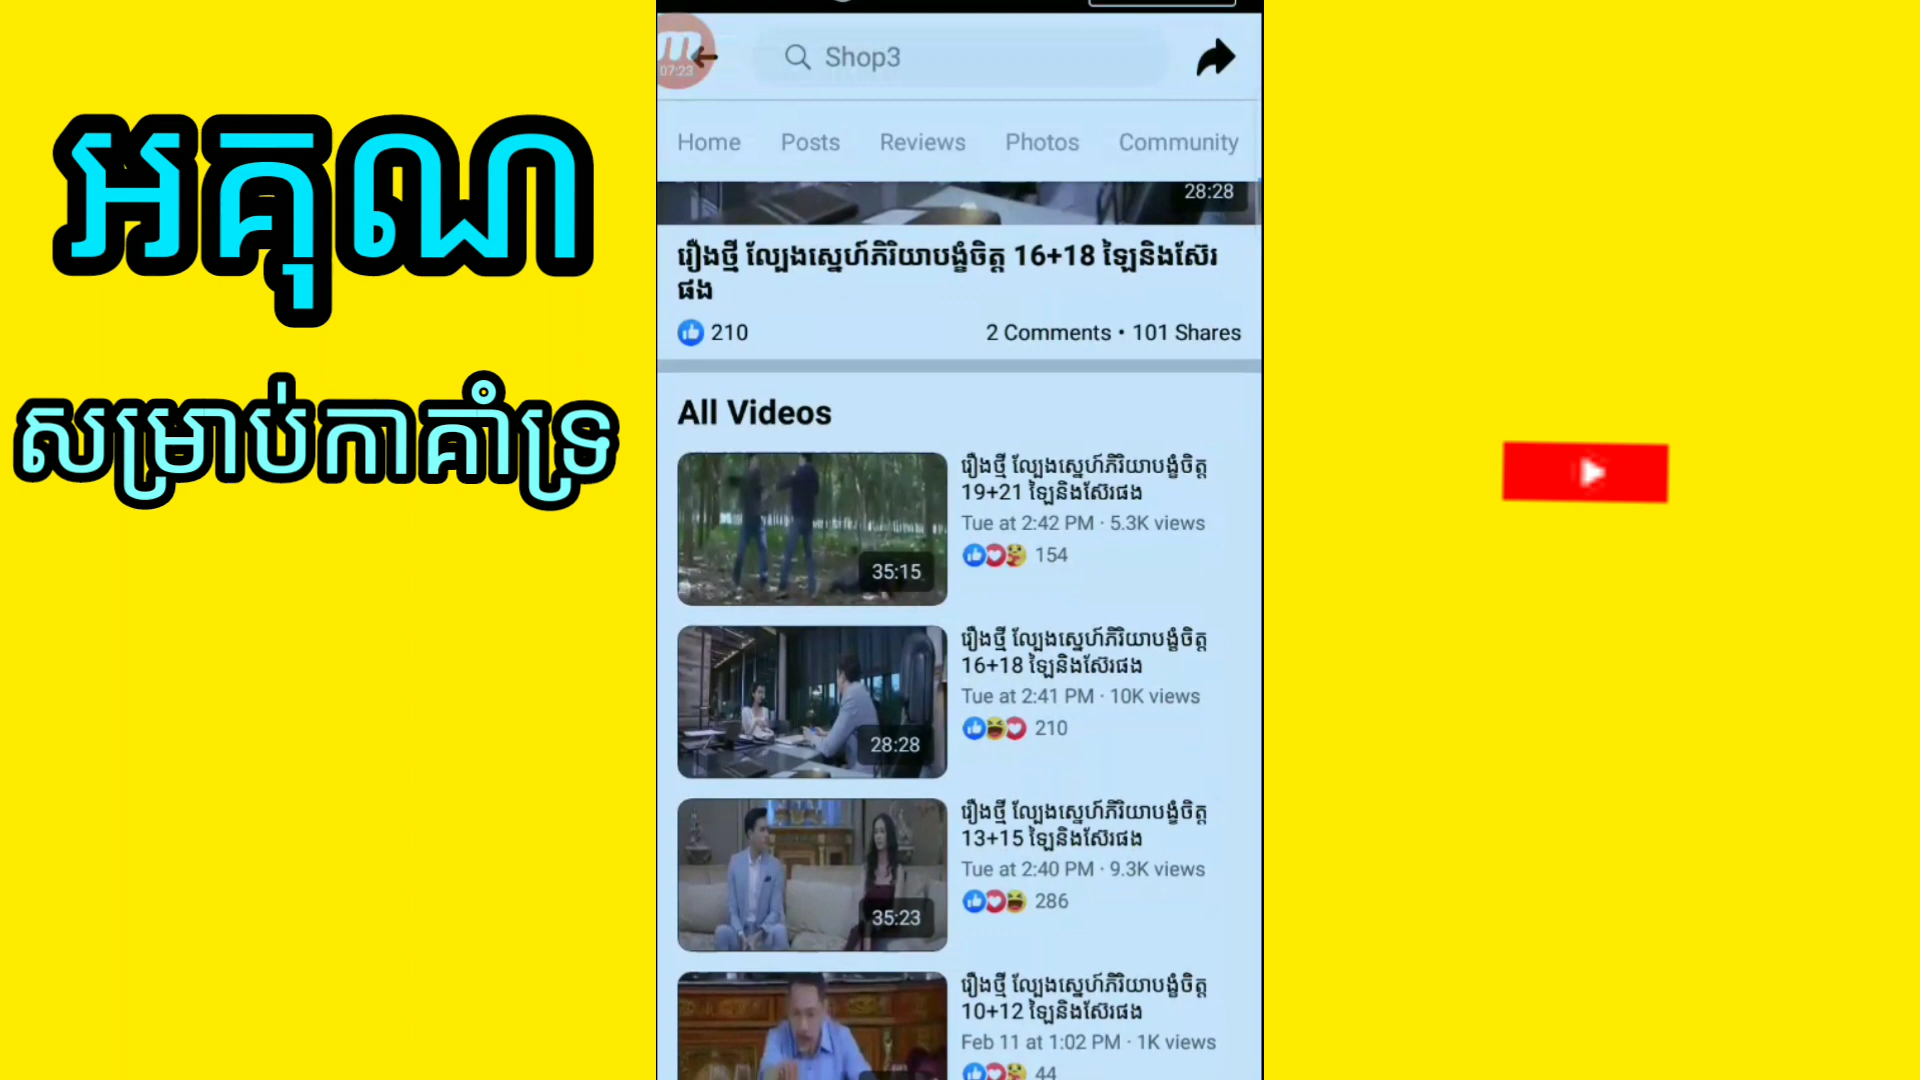 អគុណ
សម្រាប់កាគាំទ្រ
m
07:23
Shop3
Home Posts Reviews Photos Community
28:28
រឿងថ្មី ល្បែងស្នេហ៍ភិរិយាបង្ខំចិត្ត 16+18 ឡៃនិងស៊ែរ
ផង
210
2 Comments • 101 Shares
All Videos
រឿងថ្មី ល្បែងស្នេហ៍ភិរិយាបង្ខំចិត្ត
19+21 ឡៃនិងស៊ែរផង
Tue at 2:42 PM · 5.3K views
154
35:15
រឿងថ្មី ល្បែងស្នេហ៍ភិរិយាបង្ខំចិត្ត
16+18 ឡៃនិងស៊ែរផង
Tue at 2:41 PM · 10K views
210
28:28
រឿងថ្មី ល្បែងស្នេហ៍ភិរិយាបង្ខំចិត្ត
13+15 ឡៃនិងស៊ែរផង
Tue at 2:40 PM · 9.3K views
286
35:23
រឿងថ្មី ល្បែងស្នេហ៍ភិរិយាបង្ខំចិត្ត
10+12 ឡៃនិងស៊ែរផង
Feb 11 at 1:02 PM · 1K views
44